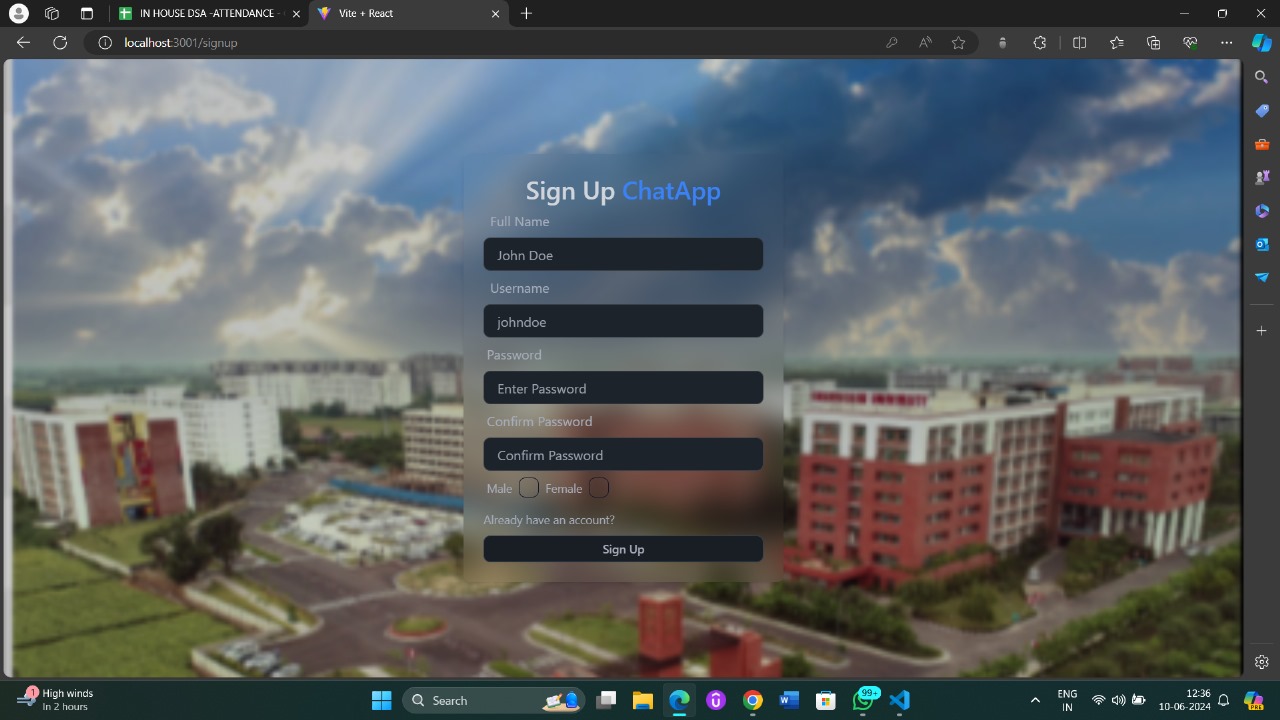 IN HOUSE DSA -ATTENDANCE -
Vite + React
localhost:3001/signup
Sign Up ChatApp
Full Name
John Doe
Username
johndoe
Password
Enter Password
Confirm Password
Confirm Password
Male
Female
Already have an account?
Sign Up
1
High winds
In 2 hours
Search
99+
ENG
IN
12:36
10-06-2024
PRE